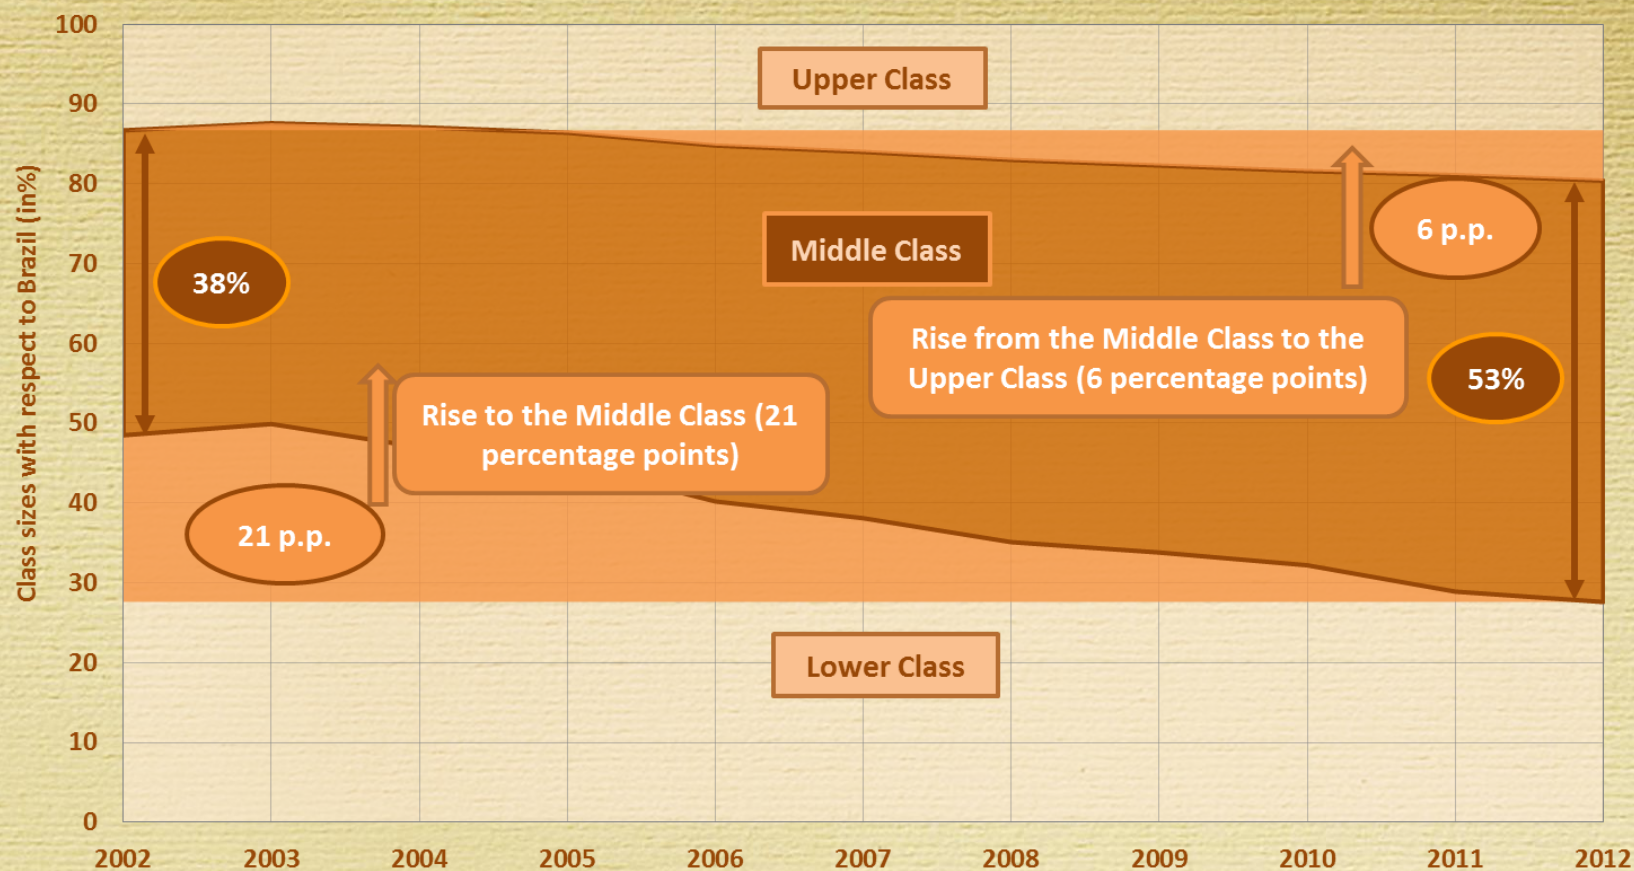 100
90
80
70
60
50
40
30
20
10
0
Class sizes with respect to Brazil (in%)
Upper Class
Middle Class
6 p.p.
38%
Rise from the Middle Class to the
Upper Class (6 percentage points)
53%
Rise to the Middle Class (21
percentage points)
21 p.p.
Lower Class
2002 2003 2004 2005 2006 2007 2008 2009 2010 2011 2012